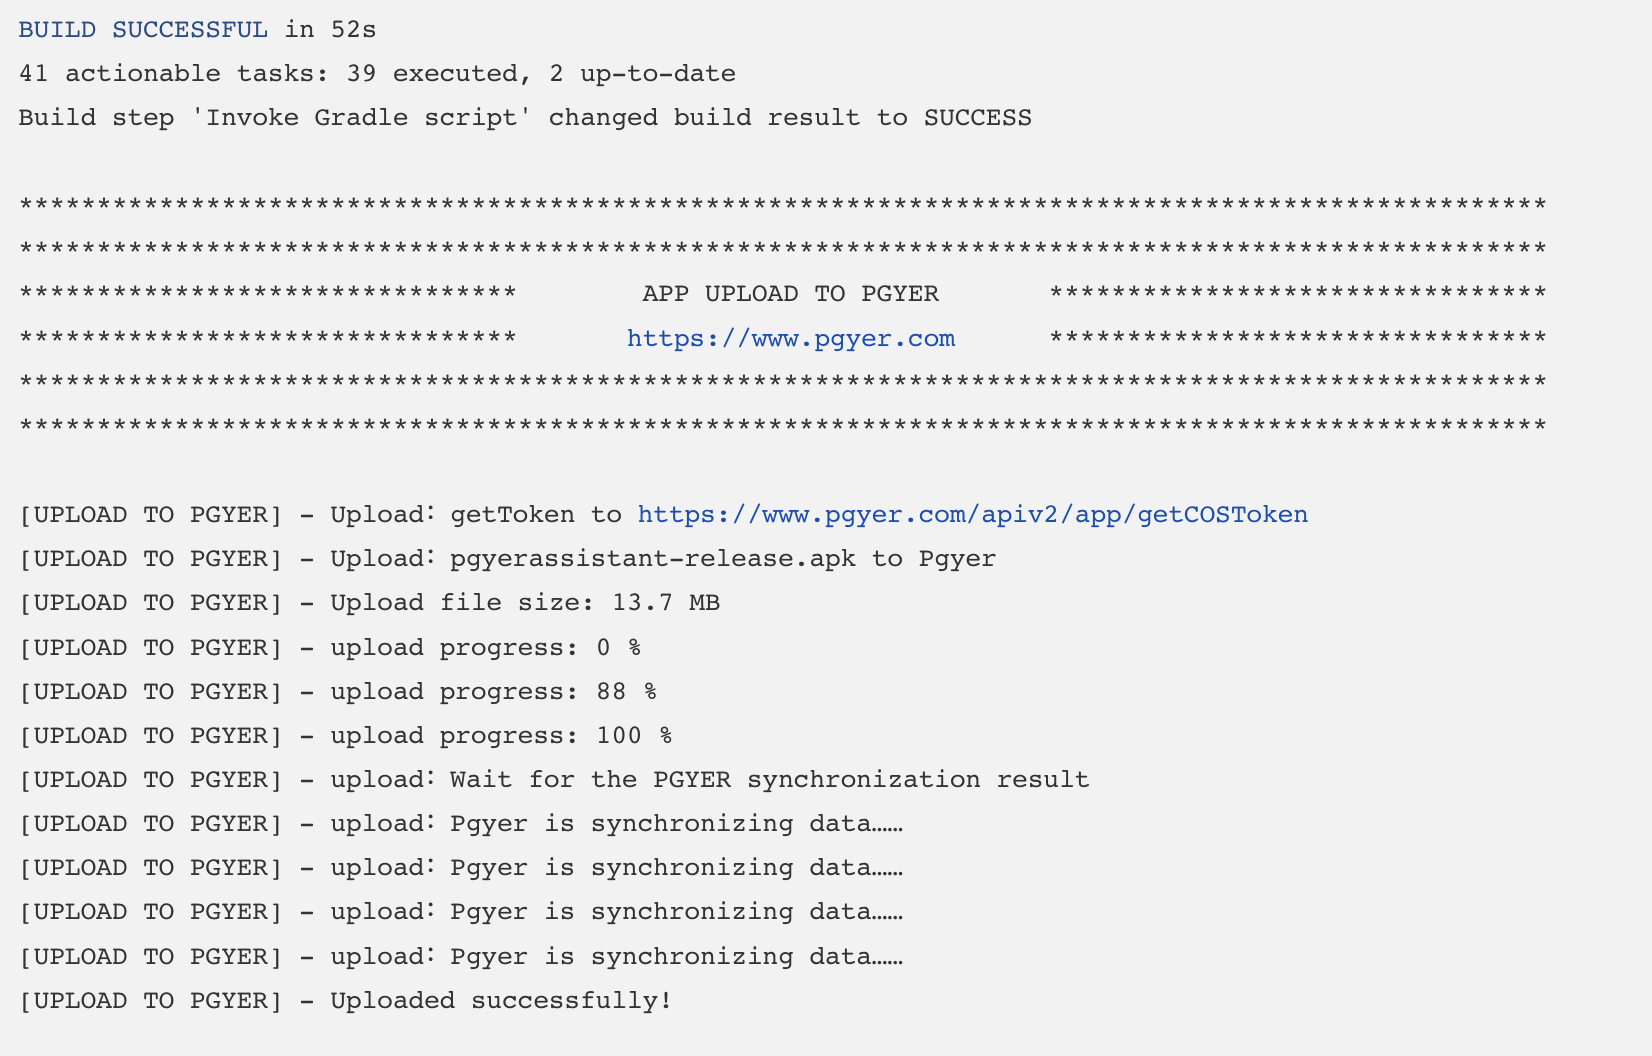 BUILD SUCCESSFUL in 52s
41 actionable tasks: 39 executed, 2 up-to-date
Build step 'Invoke Gradle script' changed build result to SUCCESS
**************************************************************************************************
**************************************************************************************************
********************************        APP UPLOAD TO PGYER       ********************************
********************************       https://www.pgyer.com      ********************************
**************************************************************************************************
**************************************************************************************************
[UPLOAD TO PGYER] - Upload: getToken to https://www.pgyer.com/apiv2/app/getCOSToken
[UPLOAD TO PGYER] - Upload: pgyerassistant-release.apk to Pgyer
[UPLOAD TO PGYER] - Upload file size: 13.7 MB
[UPLOAD TO PGYER] - upload progress: 0 %
[UPLOAD TO PGYER] - upload progress: 88 %
[UPLOAD TO PGYER] - upload progress: 100 %
[UPLOAD TO PGYER] - upload: Wait for the PGYER synchronization result
[UPLOAD TO PGYER] - upload: Pgyer is synchronizing data……
[UPLOAD TO PGYER] - upload: Pgyer is synchronizing data……
[UPLOAD TO PGYER] - upload: Pgyer is synchronizing data……
[UPLOAD TO PGYER] - upload: Pgyer is synchronizing data……
[UPLOAD TO PGYER] - Uploaded successfully!